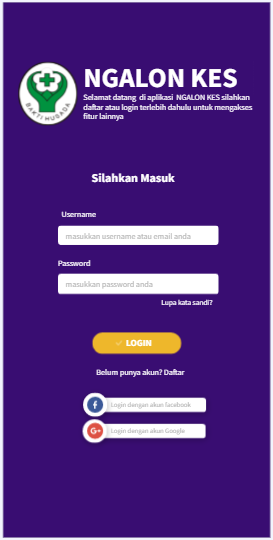 NGALON KES
Selamat datang di aplikasi NGALON KES silahkan
daftar atau login terlebih dahulu untuk mengakses
fitur lainnya
BAKTI HUSADA
Silahkan Masuk
Username
masukkan username atau email anda
Password
masukkan password anda
Lupa kata sandi?
LOGIN
Belum punya akun? Daftar
f
Login dengan akun facebook
G+
Login dengan akun Google